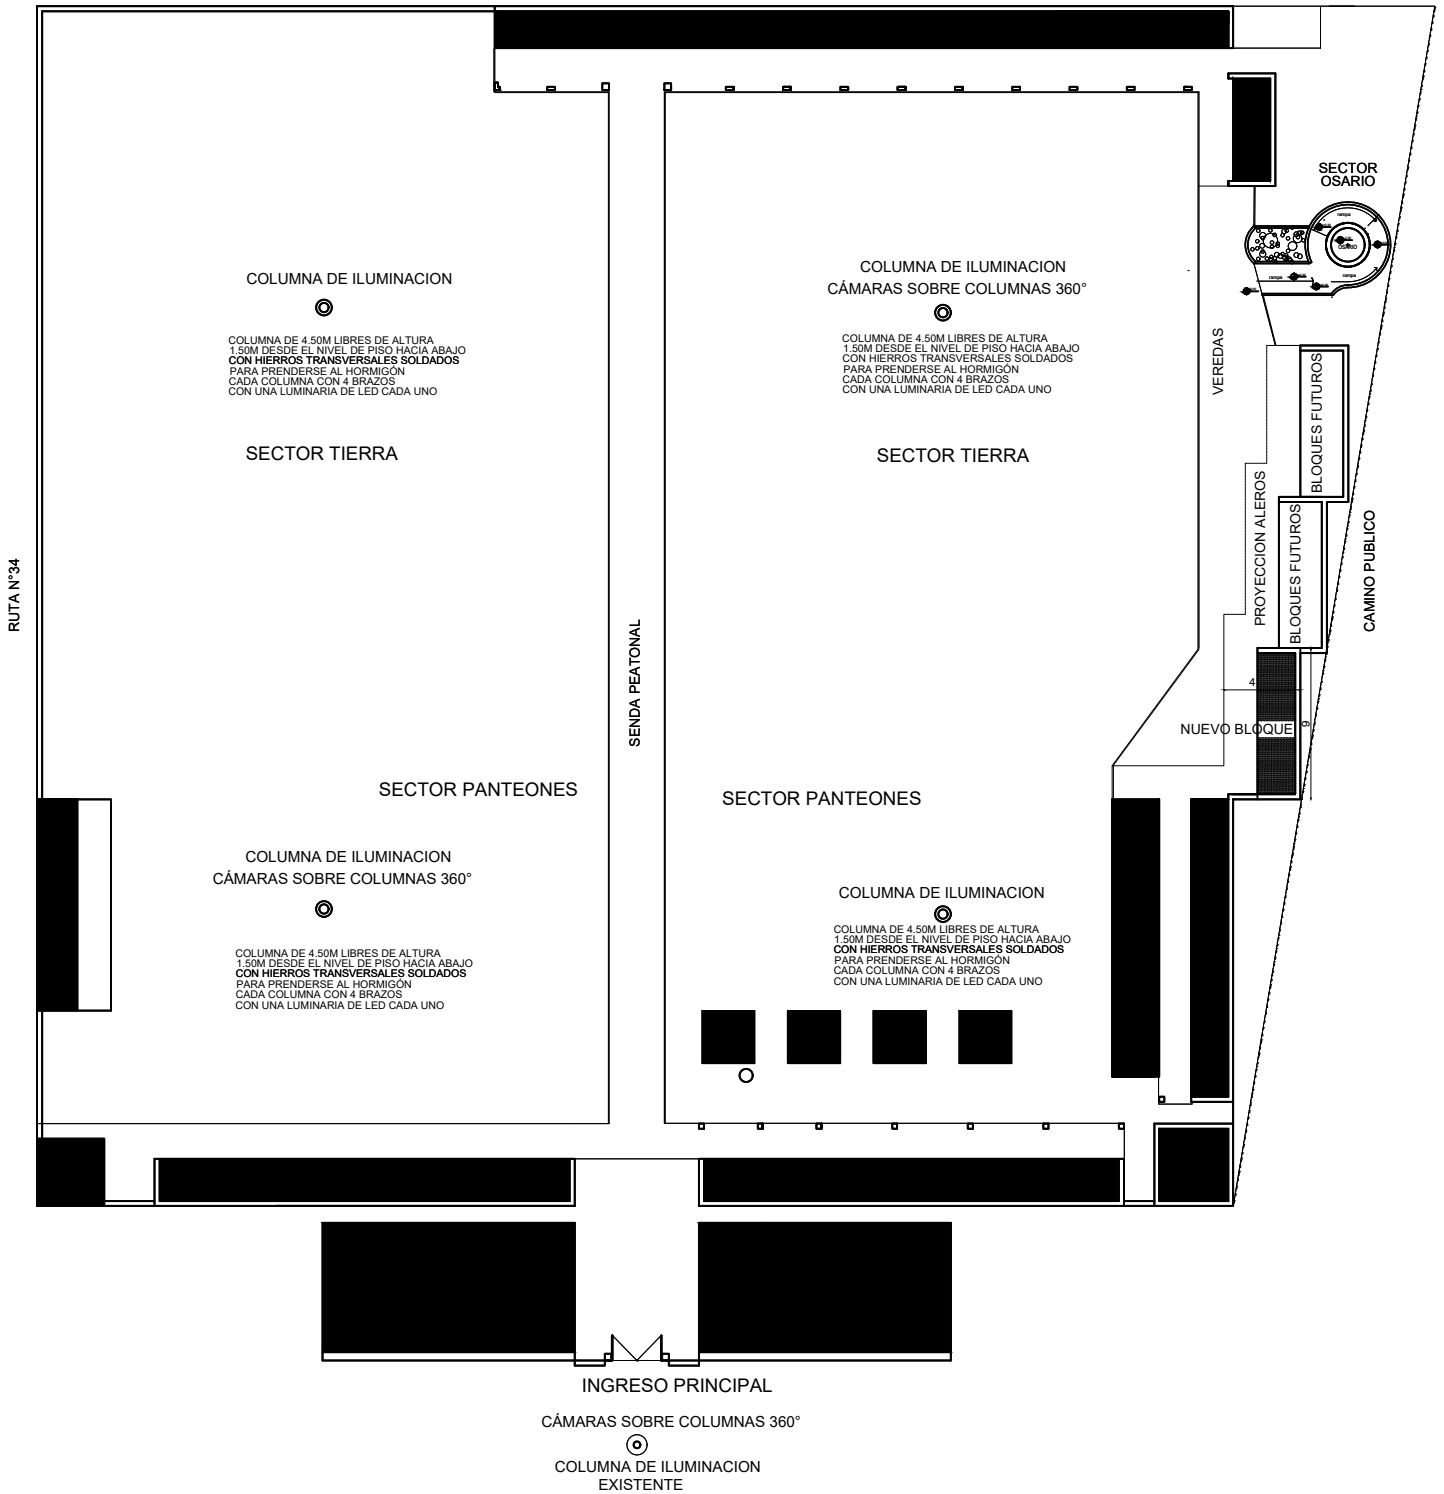 SECTOR
OSARIO
rampa
OSARIO
rampa
rampa
COLUMNA DE ILUMINACION
COLUMNA DE 4.50M LIBRES DE ALTURA
1.50M DESDE EL NIVEL DE PISO HACIA ABAJO
CON HIERROS TRANSVERSALES SOLDADOS
PARA PRENDERSE AL HORMIGÓN
CADA COLUMNA CON 4 BRAZOS
CON UNA LUMINARIA DE LED CADA UNO
SECTOR TIERRA
COLUMNA DE ILUMINACION
CÁMARAS SOBRE COLUMNAS 360°
COLUMNA DE 4.50M LIBRES DE ALTURA
1.50M DESDE EL NIVEL DE PISO HACIA ABAJO
CON HIERROS TRANSVERSALES SOLDADOS
PARA PRENDERSE AL HORMIGÓN
CADA COLUMNA CON 4 BRAZOS
CON UNA LUMINARIA DE LED CADA UNO
SECTOR TIERRA
VEREDAS
BLOQUES FUTUROS
PROYECCION ALEROS
BLOQUES FUTUROS
CAMINO PUBLICO
RUTA N°34
SENDA PEATONAL
4
NUEVO BLOQUE
9
SECTOR PANTEONES
SECTOR PANTEONES
COLUMNA DE ILUMINACION
CÁMARAS SOBRE COLUMNAS 360°
COLUMNA DE 4.50M LIBRES DE ALTURA
1.50M DESDE EL NIVEL DE PISO HACIA ABAJO
CON HIERROS TRANSVERSALES SOLDADOS
PARA PRENDERSE AL HORMIGÓN
CADA COLUMNA CON 4 BRAZOS
CON UNA LUMINARIA DE LED CADA UNO
COLUMNA DE ILUMINACION
COLUMNA DE 4.50M LIBRES DE ALTURA
1.50M DESDE EL NIVEL DE PISO HACIA ABAJO
CON HIERROS TRANSVERSALES SOLDADOS
PARA PRENDERSE AL HORMIGÓN
CADA COLUMNA CON 4 BRAZOS
CON UNA LUMINARIA DE LED CADA UNO
INGRESO PRINCIPAL
CÁMARAS SOBRE COLUMNAS 360°
COLUMNA DE ILUMINACION
EXISTENTE